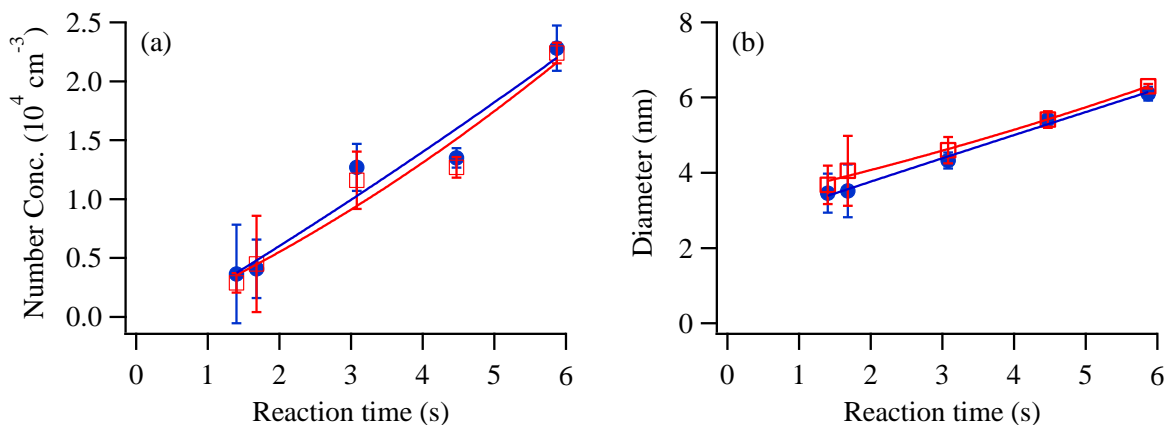 (a)
Number Conc. (10⁴ cm⁻³)
2.5
2.0
1.5
1.0
0.5
0.0
0 1 2 3 4 5 6
Reaction time (s)
(b)
Diameter (nm)
8
6
4
2
0
0 1 2 3 4 5 6
Reaction time (s)